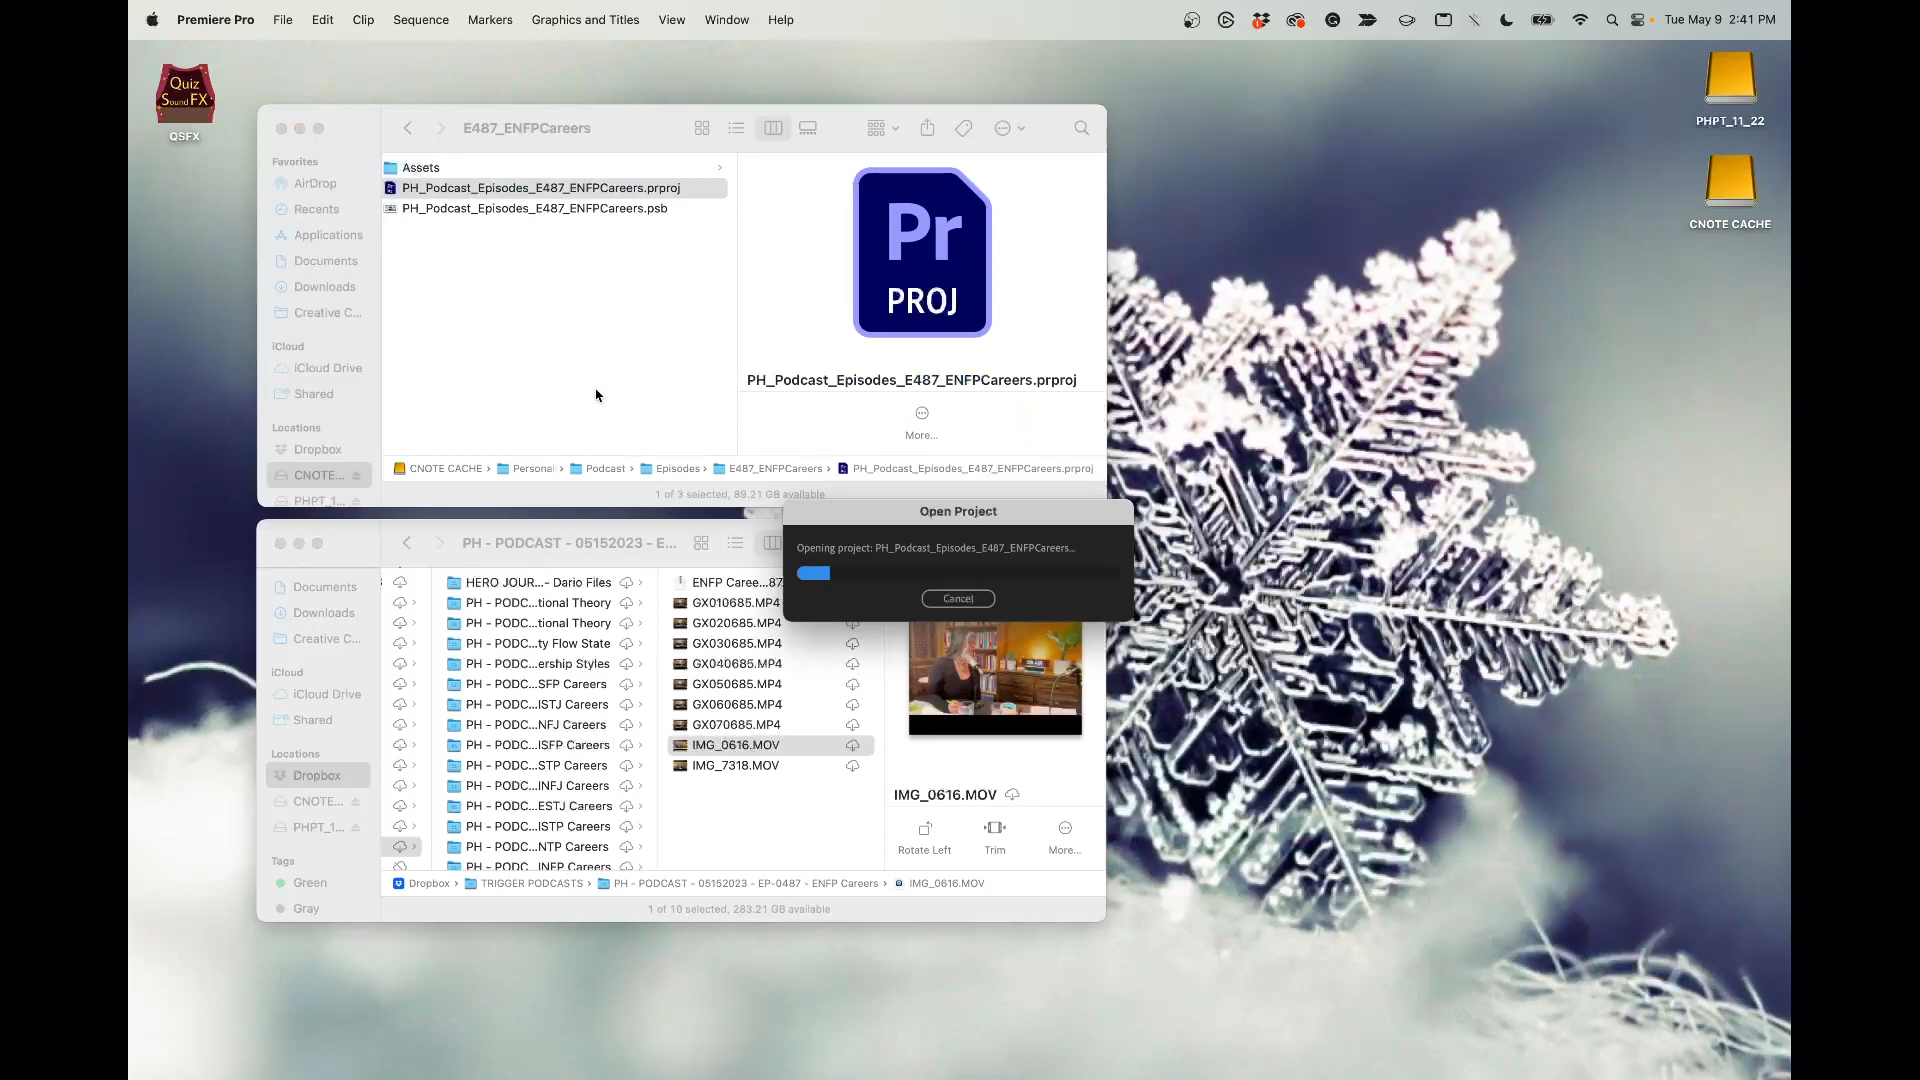 Premiere Pro File Edit Clip Sequence Markers Graphics and Titles View Window Help
Tue May 9 2:41 PM
Quiz
Sound FX
QSFX
PHPT_11_22
CNOTE CACHE
E487_ENFPCareers
Favorites
AirDrop
Recents
Applications
Documents
Downloads
Creative C...
iCloud
iCloud Drive
Shared
Locations
Dropbox
CNOTE...
PHPT_1...
Assets
PH_Podcast_Episodes_E487_ENFPCareers.prproj
PH_Podcast_Episodes_E487_ENFPCareers.psb
Pr
PROJ
PH_Podcast_Episodes_E487_ENFPCareers.prproj
More...
CNOTE CACHE › Personal › Podcast › Episodes › E487_ENFPCareers › PH_Podcast_Episodes_E487_ENFPCareers.prproj
1 of 3 selected, 89.21 GB available
Open Project
Opening project: PH_Podcast_Episodes_E487_ENFPCareers...
Cancel
PH - PODCAST - 05152023 - E...
Documents
Downloads
Creative C...
iCloud
iCloud Drive
Shared
Locations
Dropbox
CNOTE...
PHPT_1...
Tags
Green
Gray
HERO JOUR...- Dario Files
PH - PODC...tional Theory
PH - PODC...tional Theory
PH - PODC...ty Flow State
PH - PODC...ership Styles
PH - PODC...SFP Careers
PH - PODC...ISTJ Careers
PH - PODC...NFJ Careers
PH - PODC...ISFP Careers
PH - PODC...STP Careers
PH - PODC...INFJ Careers
PH - PODC...ESTJ Careers
PH - PODC...ISTP Careers
PH - PODC...NTP Careers
PH - PODC...INFP Careers
ENFP Caree...87
GX010685.MP4
GX020685.MP4
GX030685.MP4
GX040685.MP4
GX050685.MP4
GX060685.MP4
GX070685.MP4
IMG_0616.MOV
IMG_7318.MOV
ON AIR
IMG_0616.MOV
Rotate Left Trim More...
Dropbox › TRIGGER PODCASTS › PH - PODCAST - 05152023 - EP-0487 - ENFP Careers › IMG_0616.MOV
1 of 10 selected, 283.21 GB available